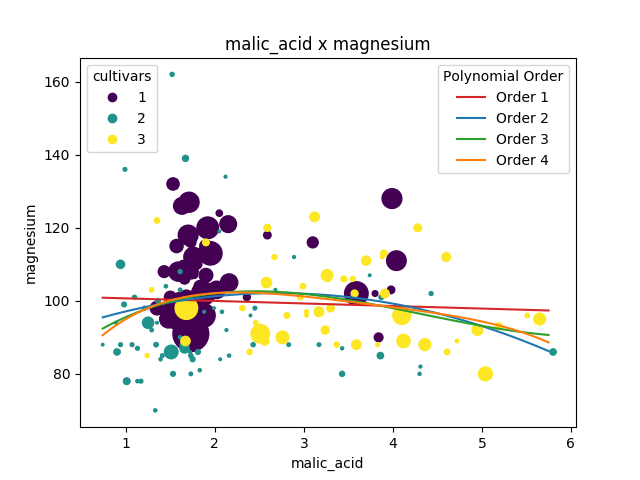 malic_acid x magnesium
cultivars
1
2
3
Polynomial Order
Order 1
Order 2
Order 3
Order 4
160
140
120
100
80
magnesium
1
2
3
4
5
6
malic_acid